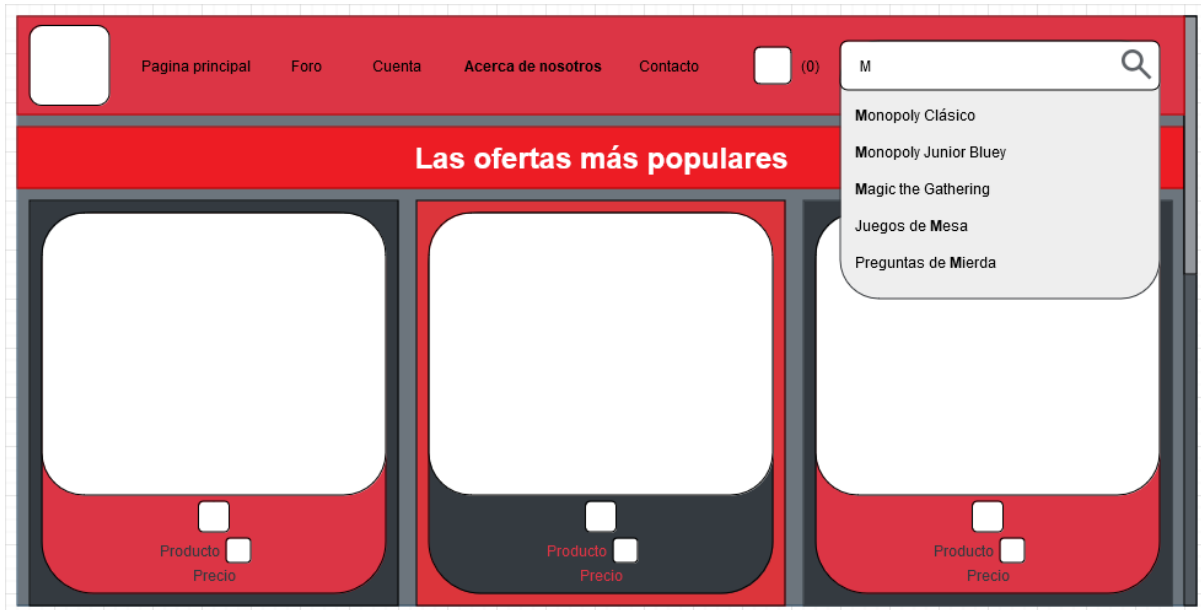 Pagina principal Foro Cuenta Acerca de nosotros Contacto (0) M
Monopoly Clásico
Monopoly Junior Bluey
Magic the Gathering
Juegos de Mesa
Preguntas de Mierda
Las ofertas más populares
Producto
Precio
Producto
Precio
Producto
Precio